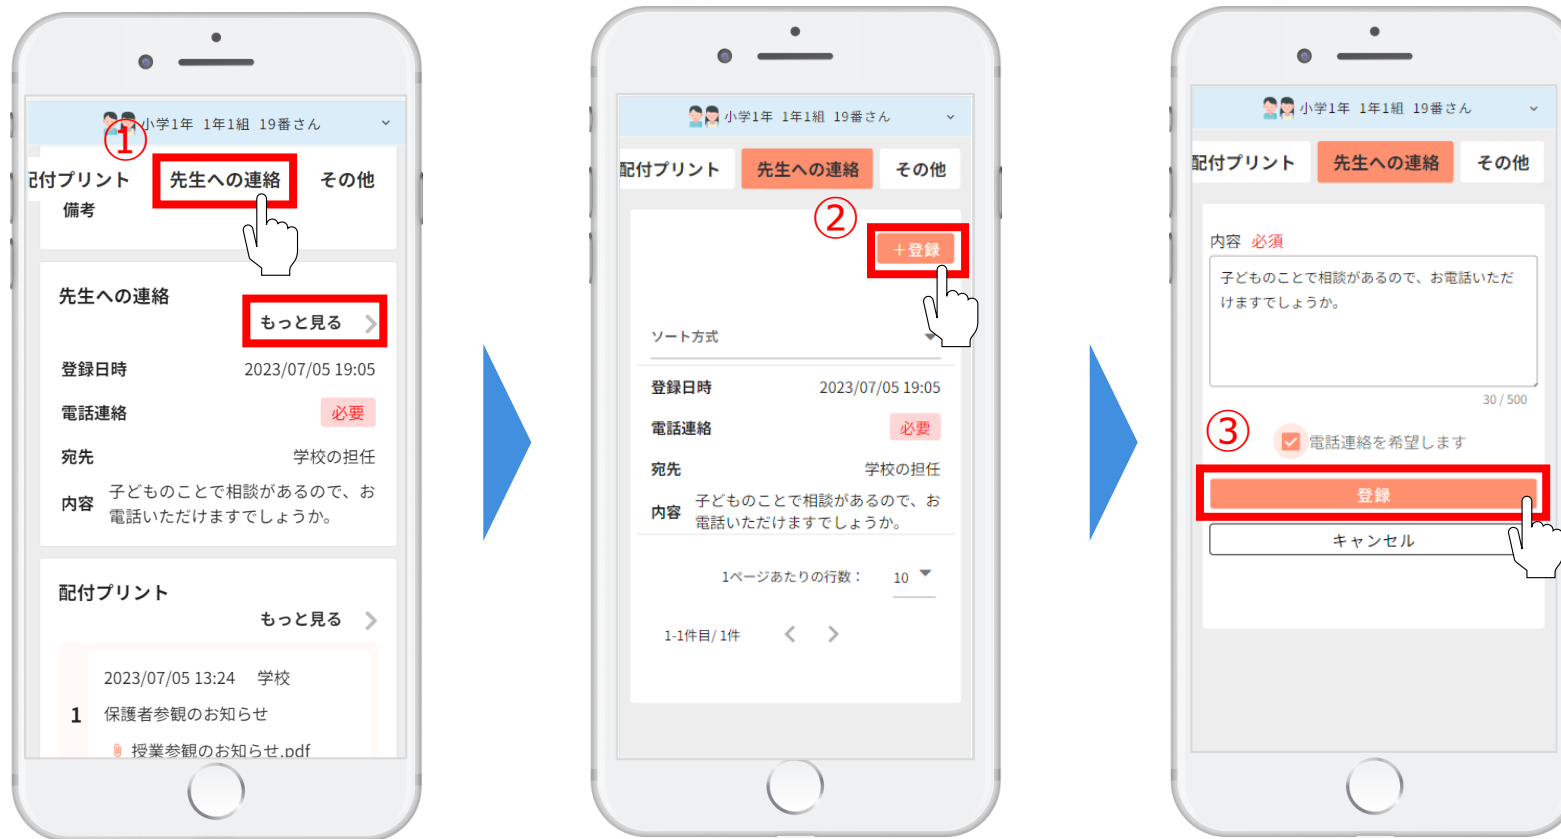 小学1年 1年1組 19番さん
①
配付プリント 先生への連絡 その他
備考
先生への連絡
もっと見る
登録日時 2023/07/05 19:05
電話連絡 必要
宛先 学校の担任
内容 子どものことで相談があるので、お
電話いただけますでしょうか。
配付プリント
もっと見る
2023/07/05 13:24 学校
1 保護者参観のお知らせ
授業参観のお知らせ.pdf
小学1年 1年1組 19番さん
配付プリント 先生への連絡 その他
②
+登録
ソート方式
登録日時 2023/07/05 19:05
電話連絡 必要
宛先 学校の担任
内容 子どものことで相談があるので、お
電話いただけますでしょうか。
1ページあたりの行数： 10
1-1件目/ 1件
小学1年 1年1組 19番さん
配付プリント 先生への連絡 その他
内容 必須
子どものことで相談があるので、お電話いただ
けますでしょうか。
30 / 500
③
電話連絡を希望します
登録
キャンセル